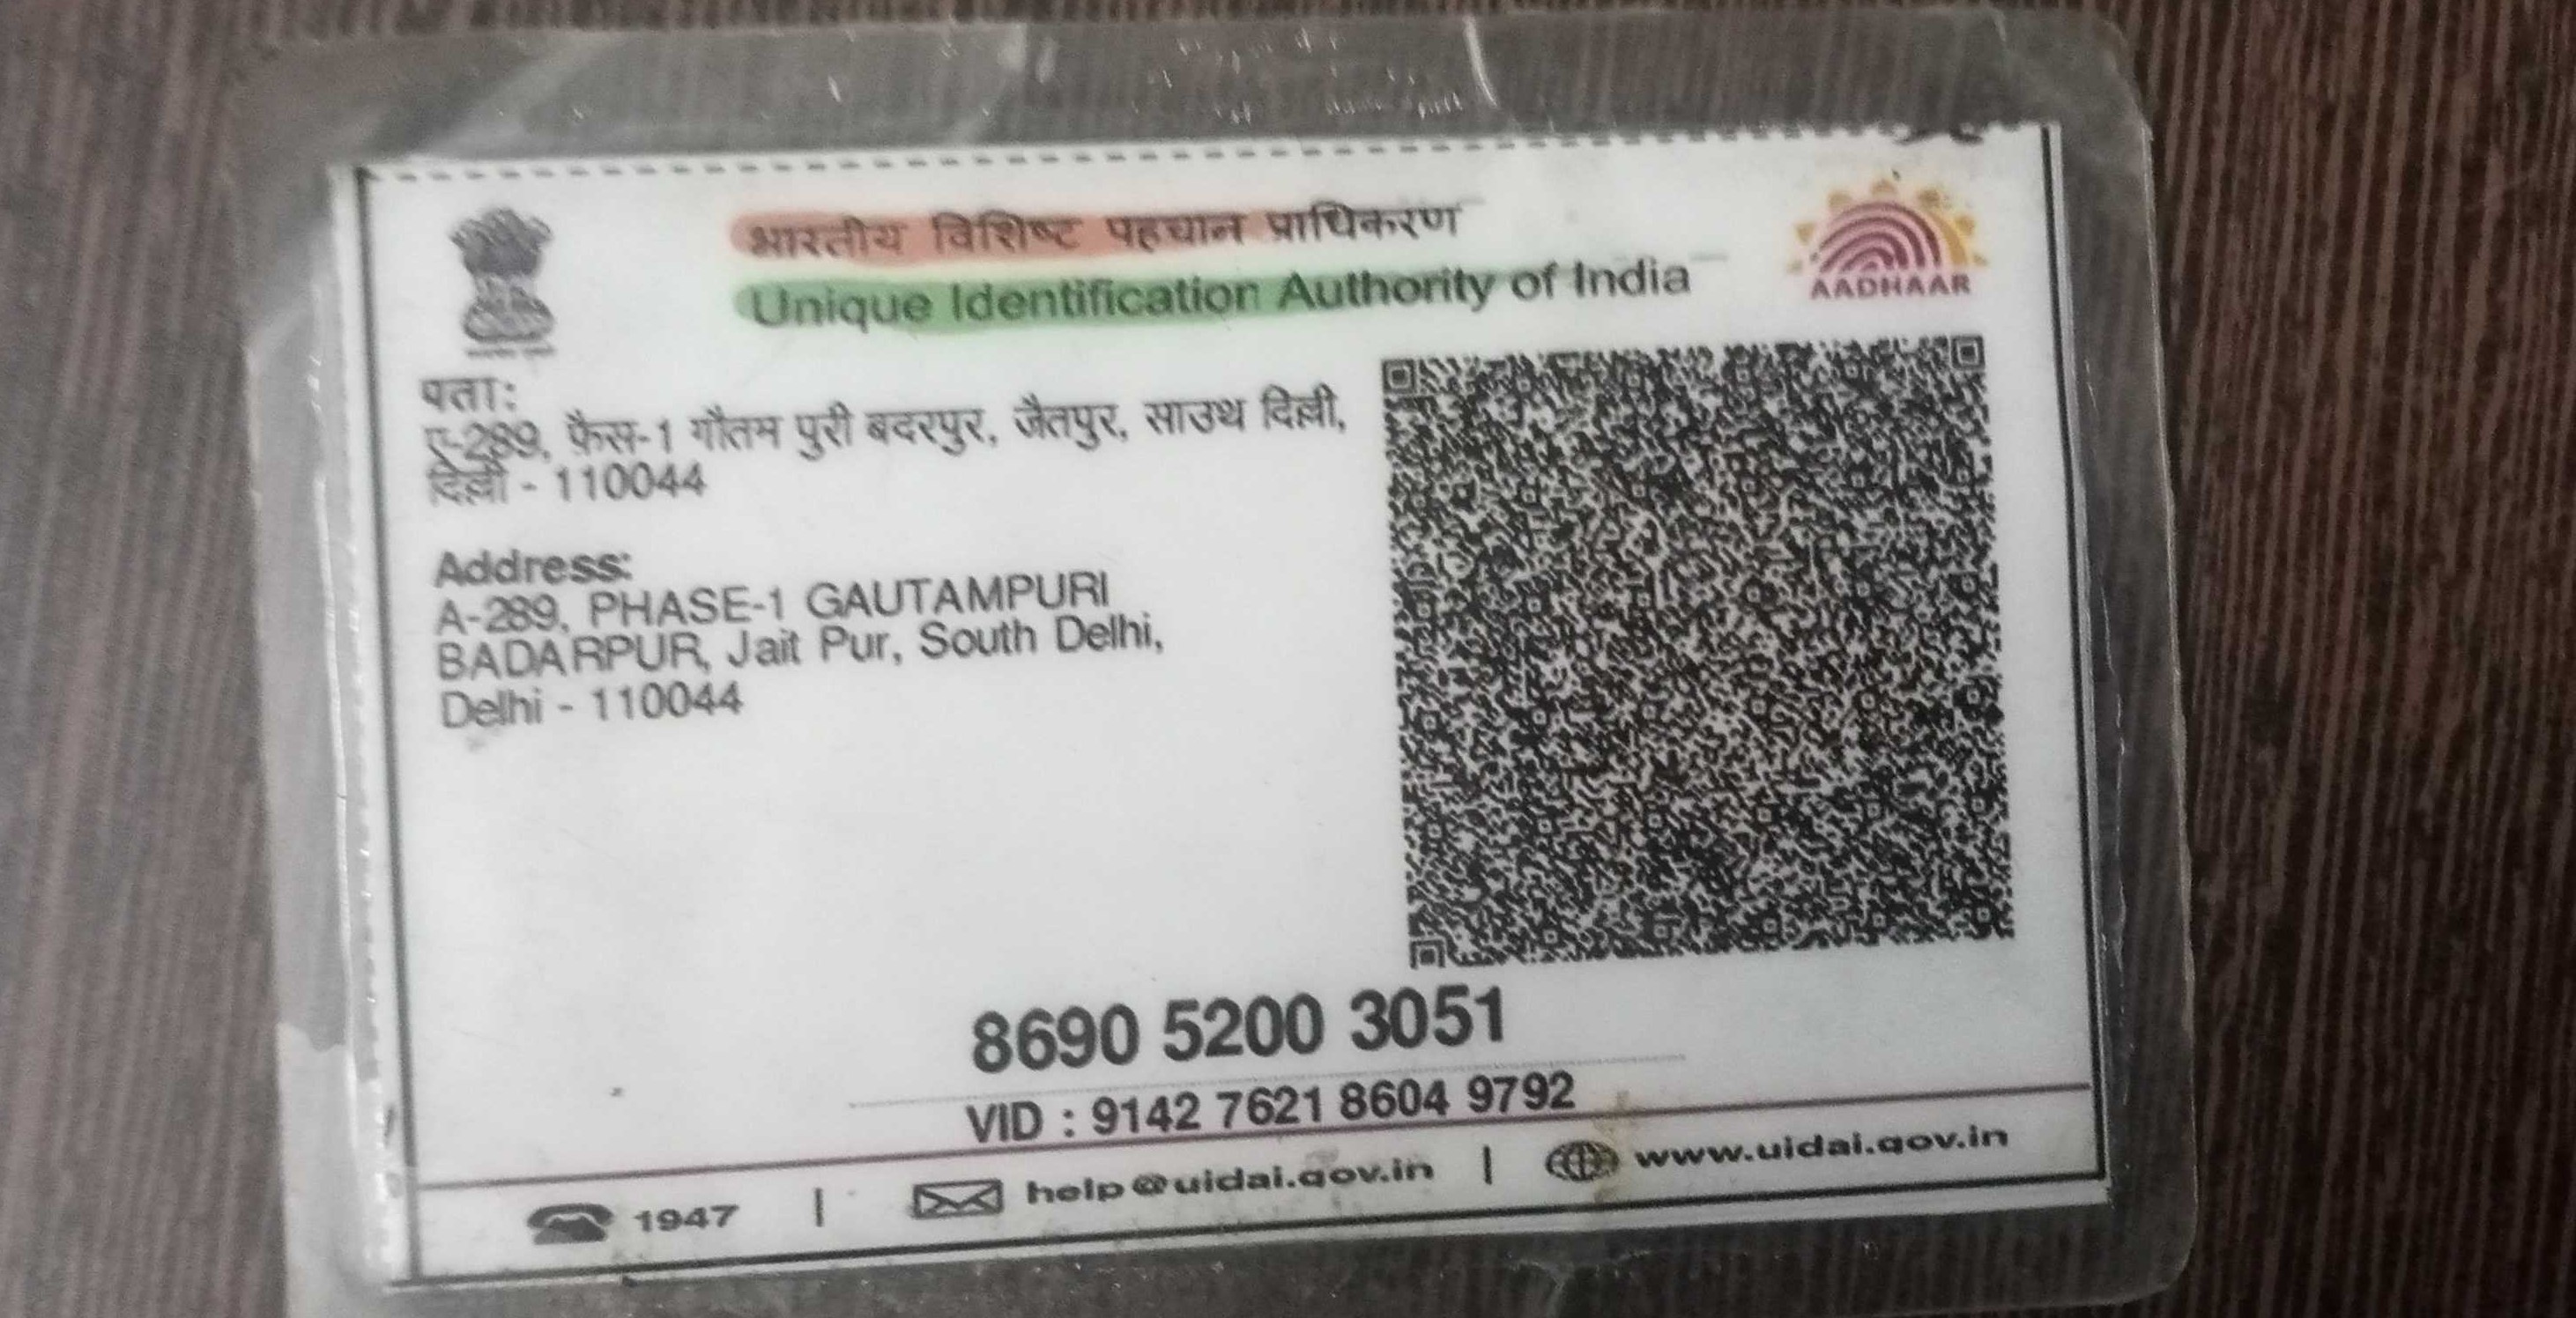 भारतीय विशिष्ट पहचान प्राधिकरण
Unique Identification Authority of India
AADHAAR
पता:
ए-289, फ़ैस-1 गौतम पुरी बदरपुर, जैतपुर, साउथ दिल्ली,
दिल्ली - 110044
Address:
A-289, PHASE-1 GAUTAMPURI
BADARPUR, Jait Pur, South Delhi,
Delhi - 110044
8690 5200 3051
VID : 9142 7621 8604 9792
1947 | help@uidai.gov.in | www.uidai.gov.in